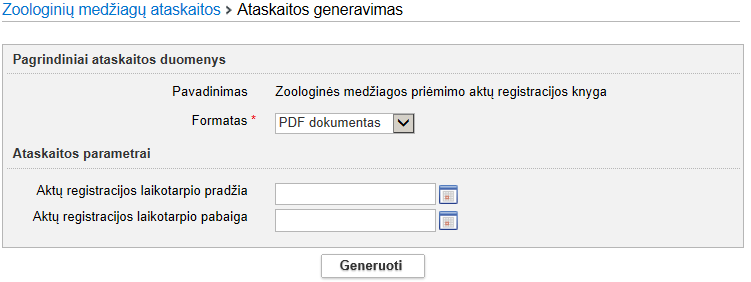 Zoologinių medžiagų ataskaitos > Ataskaitos generavimas
Pagrindiniai ataskaitos duomenys
Pavadinimas Zoologinės medžiagos priėmimo aktų registracijos knyga
Formatas * PDF dokumentas
Ataskaitos parametrai
Aktų registracijos laikotarpio pradžia
Aktų registracijos laikotarpio pabaiga
Generuoti